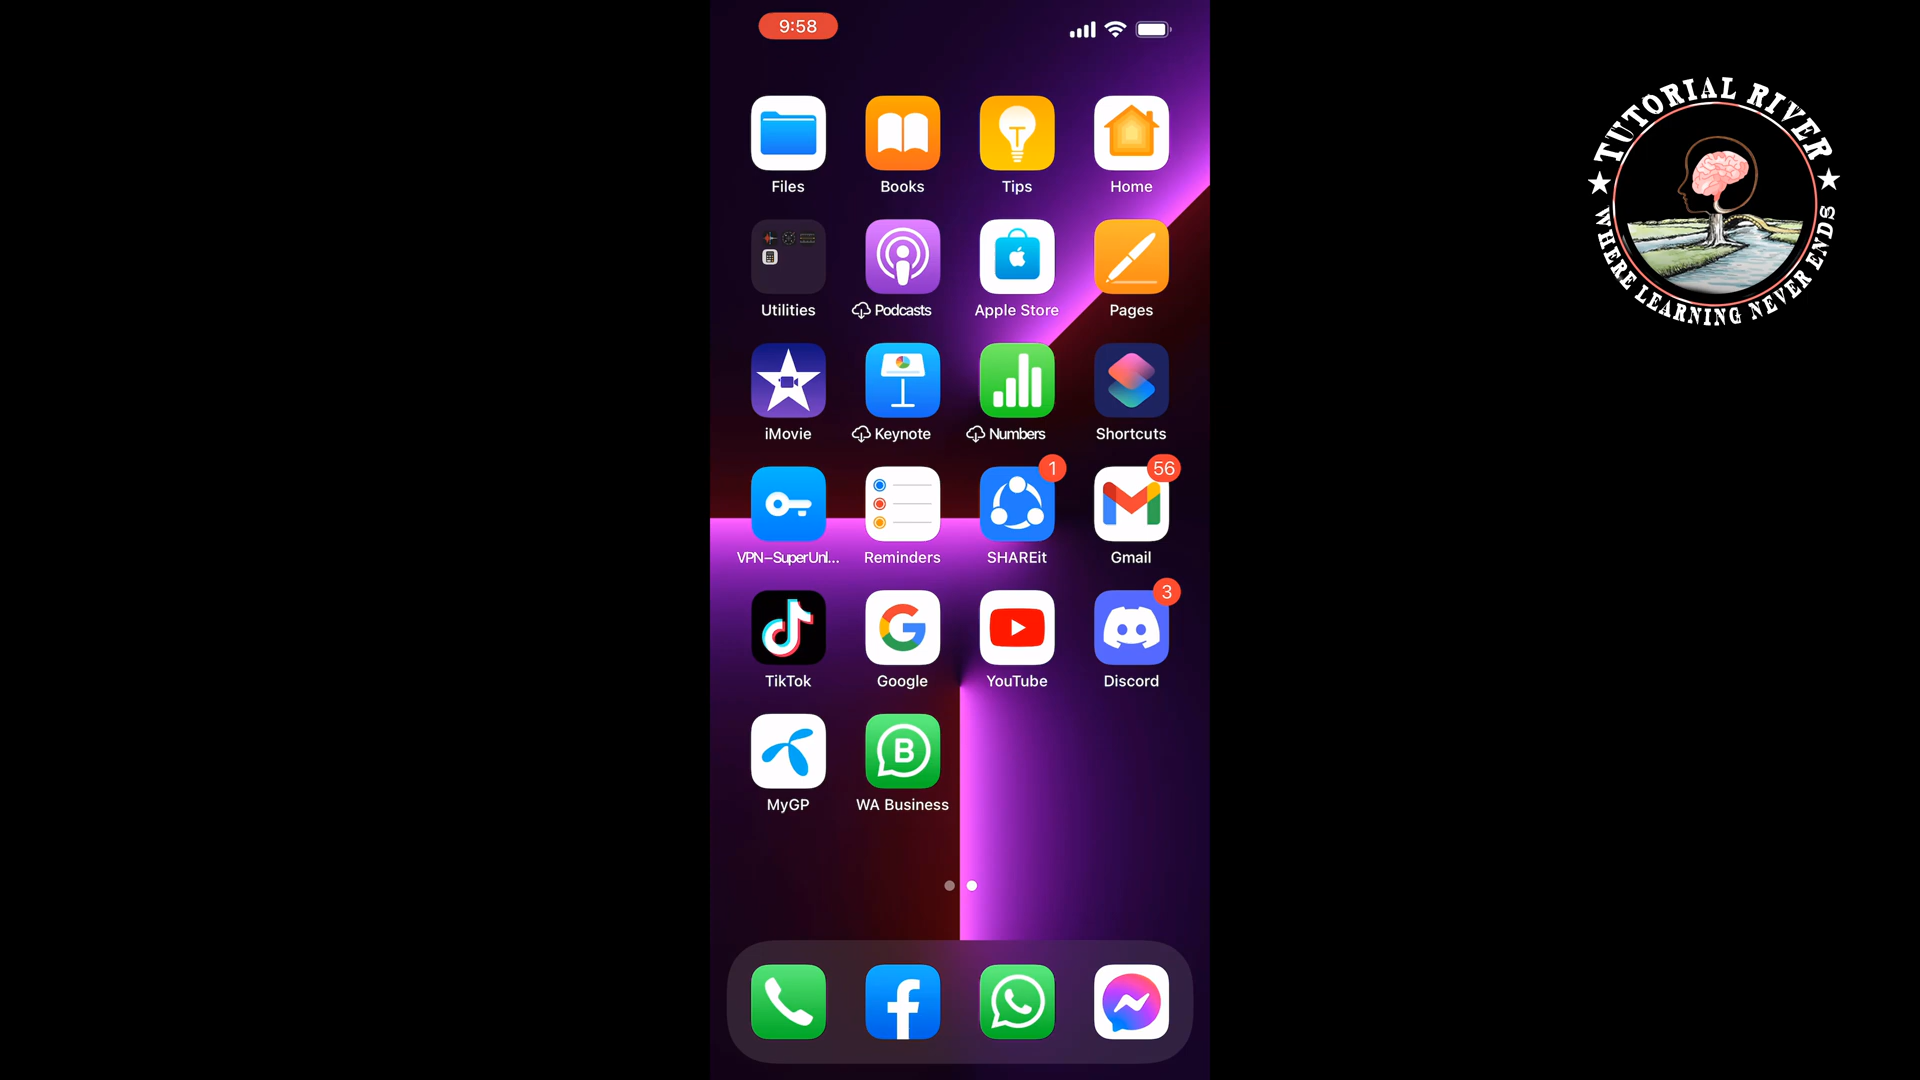 9:58
TUTORIAL RIVER
WHERE LEARNING NEVER ENDS
Files Books Tips Home
Utilities Podcasts Apple Store Pages
iMovie Keynote Numbers Shortcuts
1 56
VPN-SuperUnl... Reminders SHAREit Gmail
3
TikTok Google YouTube Discord
B
MyGP WA Business